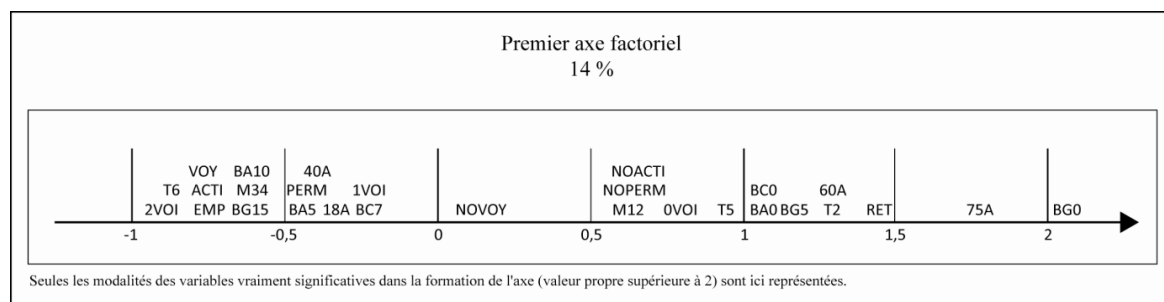 Premier axe factoriel
14 %
VOY BA10 40A NOACTI
T6 ACTI M34 PERM 1VOI NOPERM BC0 60A
2VOI EMP BG15 BA5 18A BC7 NOVOY M12 0VOI T5 BA0 BG5 T2 RET 75A BG0
-1 -0,5 0 0,5 1 1,5 2
Seules les modalités des variables vraiment significatives dans la formation de l'axe (valeur propre supérieure à 2) sont ici représentées.